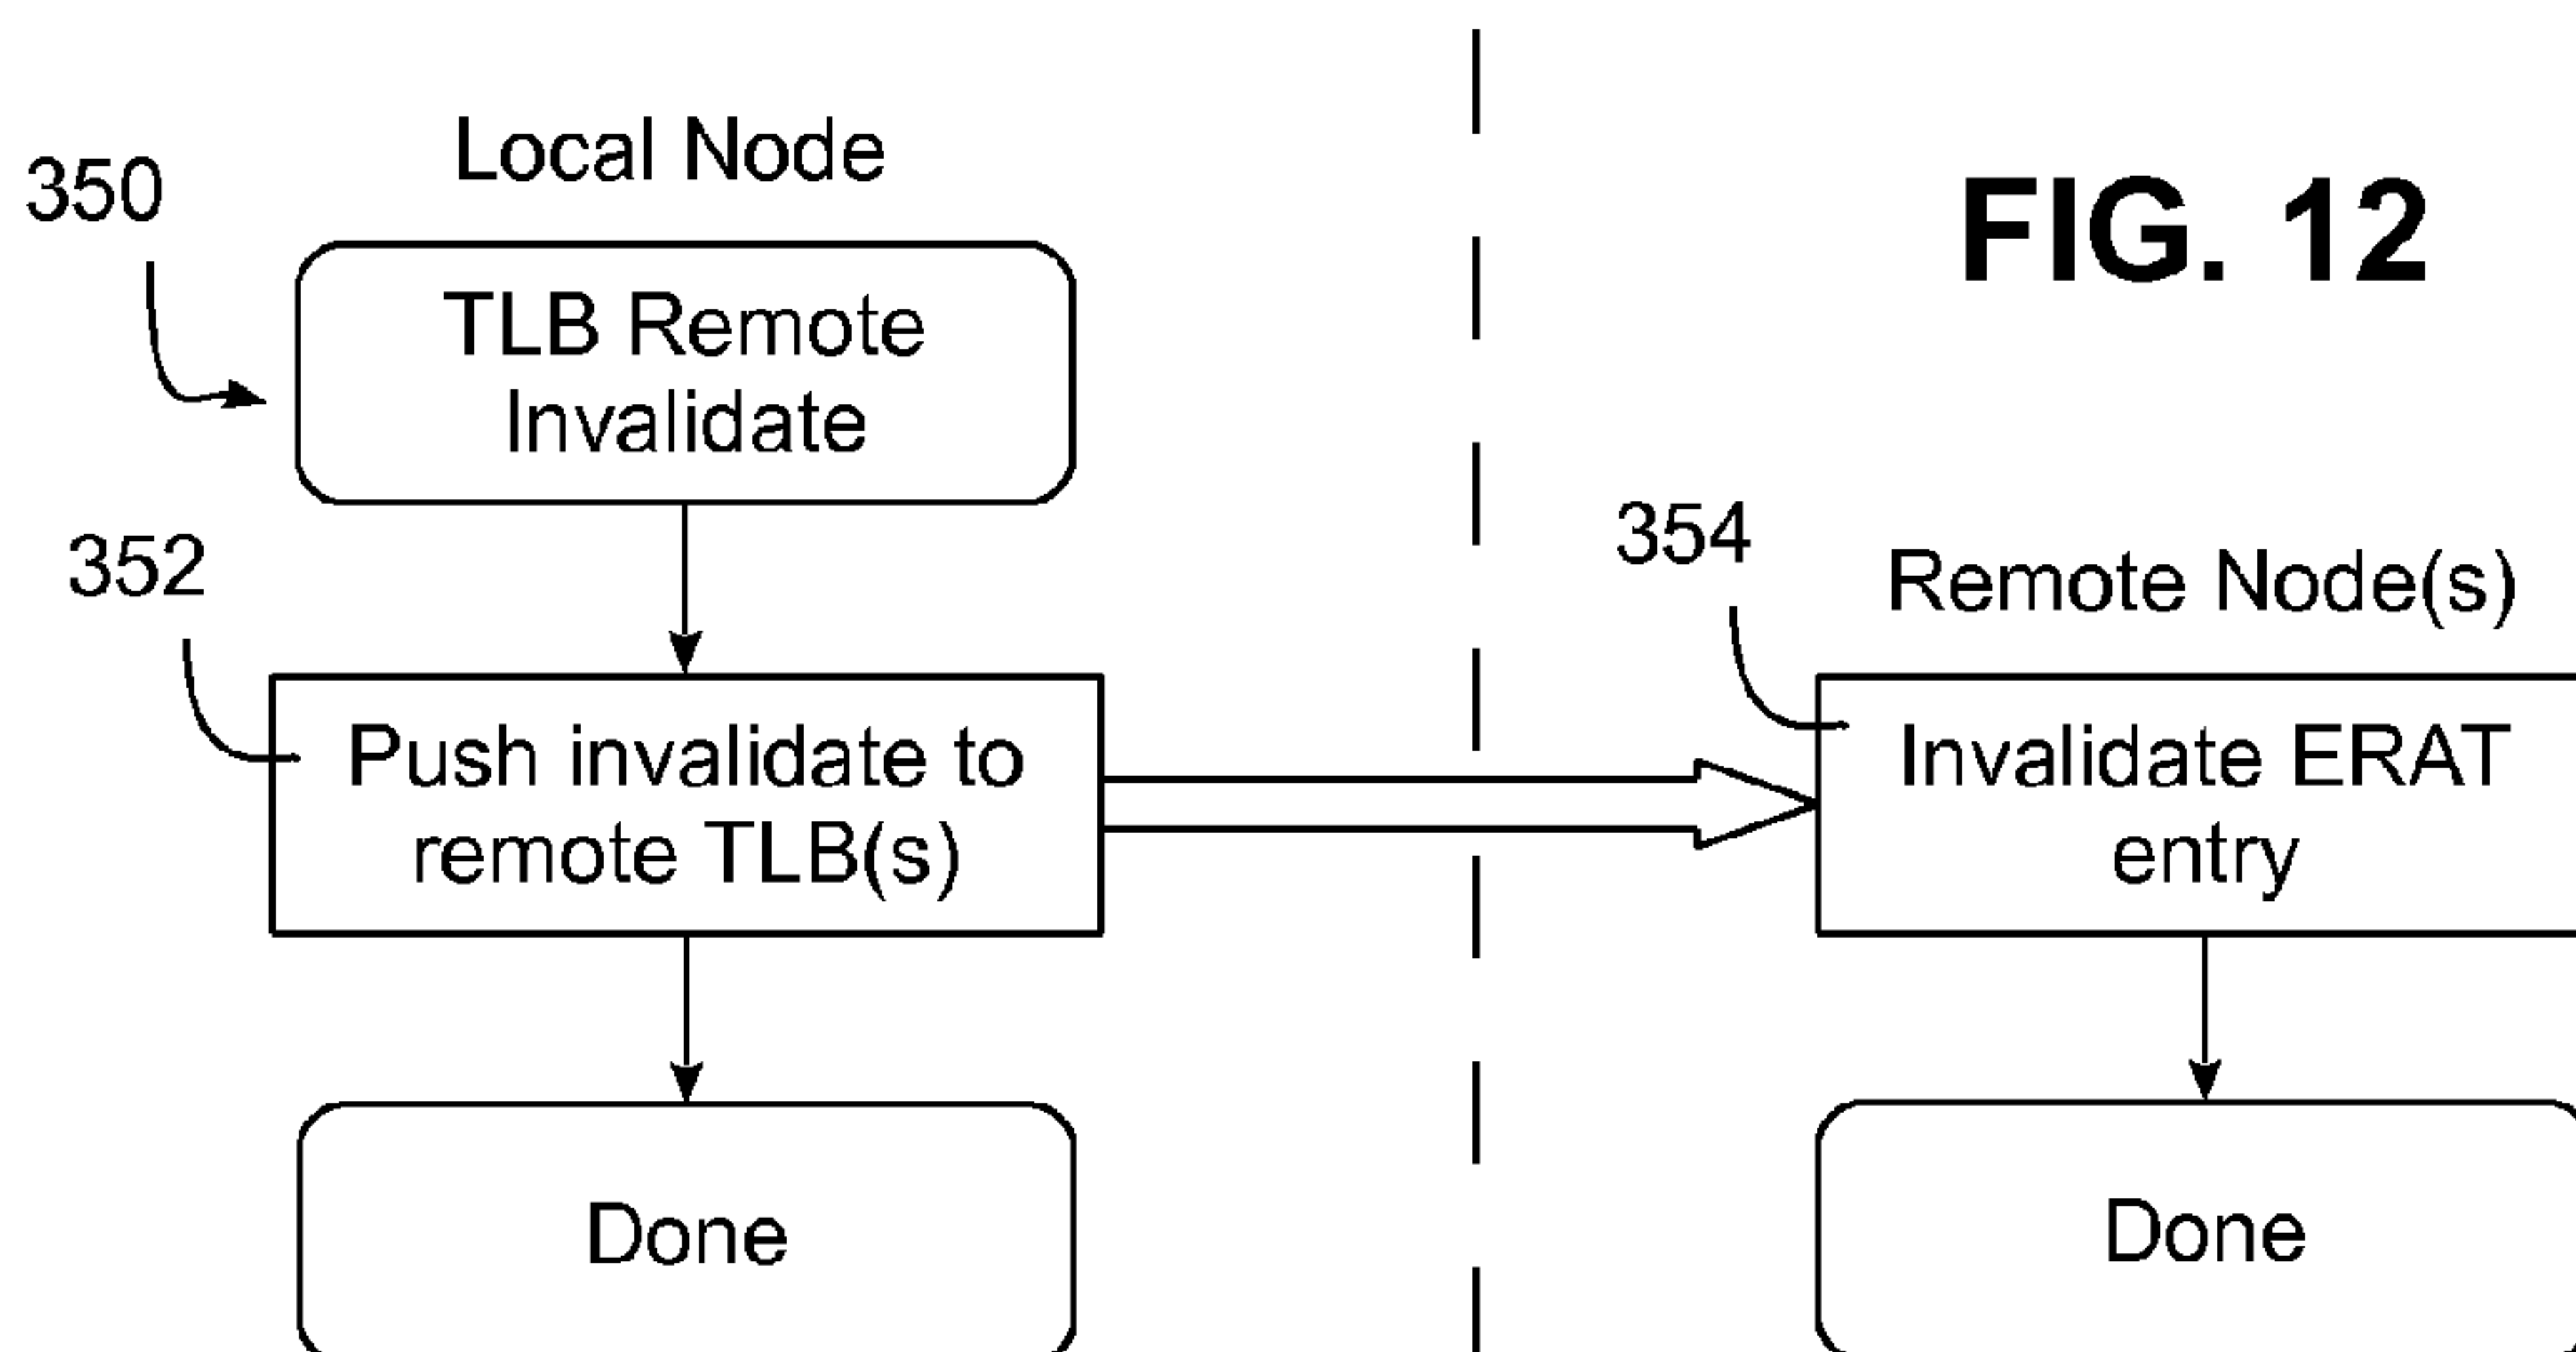 Local Node
350
FIG. 12
TLB Remote
Invalidate
352
354
Remote Node(s)
Push invalidate to
remote TLB(s)
Invalidate ERAT
entry
Done
Done